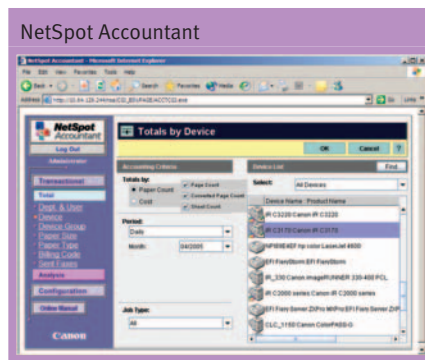 NetSpot Accountant
NetSpot Accountant - Microsoft Internet Explorer
File Edit View Favorites Tools Help
Back Search Favorites Media
Address
Go Links
NetSpot
Accountant
Log Out
Administrator
Transactional
Total
Dept. & User
Device
Device Group
Paper Size
Paper Type
Billing Code
Sent Faxes
Analysis
Configuration
Online Manual
Canon
Totals by Device
OK Cancel ?
Accounting Criteria
Totals by:
Paper Count
Cost
Page Count
Converted Page Count
Sheet Count
Period:
Daily
Month: 04/2005
Job Type:
All
Device List Find...
Select: All Devices
Device Name Product Name
iR C3220 Canon iR C3220
iR C3170 Canon iR C3170
hp color LaserJet 4600
EFI FieryStorm EFI FieryStorm
iR_330 Canon imageRUNNER 330-400 PCL
iR C2000 series Canon iR C2000 series
EFI Fiery Server ZXPro MX/Pro EFI Fiery Server
CLC_1150 Canon ColorPASS-G